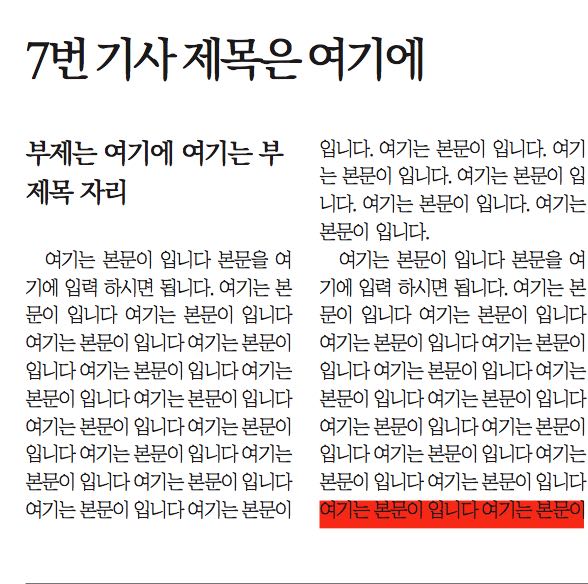 7번 기사 제목은 여기에
부제는 여기에 여기는 부
제목 자리
여기는 본문이 입니다 본문을 여
기에 입력 하시면 됩니다. 여기는 본
문이 입니다 여기는 본문이 입니다
여기는 본문이 입니다 여기는 본문이
입니다 여기는 본문이 입니다 여기는
본문이 입니다 여기는 본문이 입니다
여기는 본문이 입니다 여기는 본문이
입니다 여기는 본문이 입니다 여기는
본문이 입니다 여기는 본문이 입니다
여기는 본문이 입니다 여기는 본문이
입니다. 여기는 본문이 입니다. 여기
는 본문이 입니다. 여기는 본문이 입
니다. 여기는 본문이 입니다. 여기는
본문이 입니다.
여기는 본문이 입니다 본문을 여
기에 입력 하시면 됩니다. 여기는 본
문이 입니다 여기는 본문이 입니다
여기는 본문이 입니다 여기는 본문이
입니다 여기는 본문이 입니다 여기는
본문이 입니다 여기는 본문이 입니다
여기는 본문이 입니다 여기는 본문이
입니다 여기는 본문이 입니다 여기는
본문이 입니다 여기는 본문이 입니다
여기는 본문이 입니다 여기는 본문이